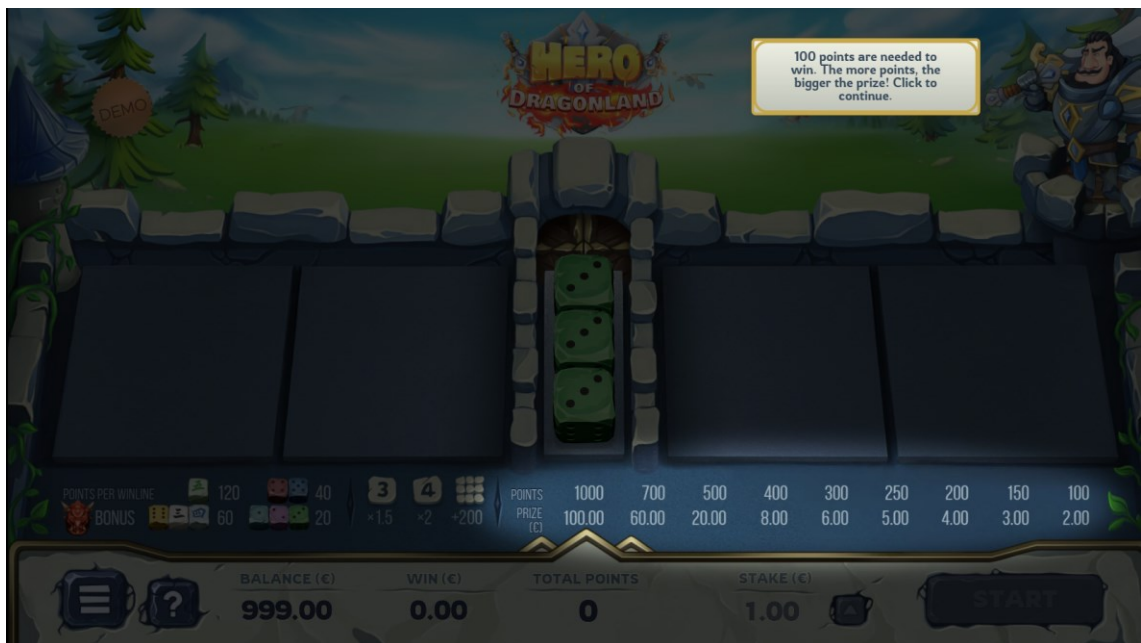 HERO
OF
DRAGONLAND
100 points are needed to
win. The more points, the
bigger the prize! Click to
continue.
DEMO
POINTS PER WINLINE 120 40
BONUS 60 20
3 4
×1.5 ×2 +200
POINTS 1000 700 500 400 300 250 200 150 100
PRIZE (€) 100.00 60.00 20.00 8.00 6.00 5.00 4.00 3.00 2.00
BALANCE (€) WIN (€) TOTAL POINTS STAKE (€)
999.00 0.00 0 1.00
? START